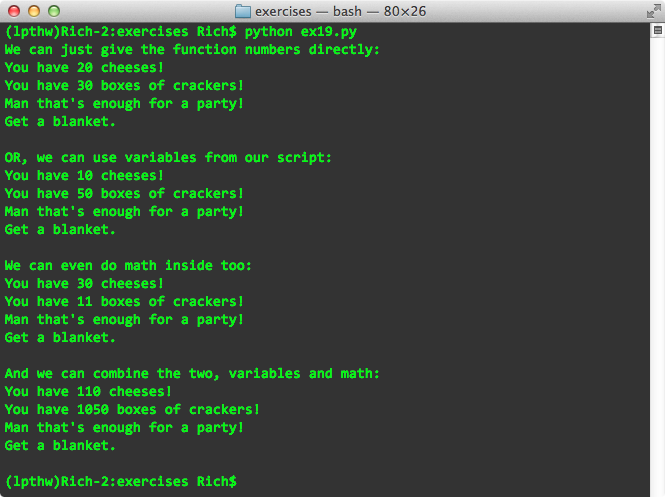 exercises — bash — 80×26
(lpthw)Rich-2:exercises Rich$ python ex19.py
We can just give the function numbers directly:
You have 20 cheeses!
You have 30 boxes of crackers!
Man that's enough for a party!
Get a blanket.

OR, we can use variables from our script:
You have 10 cheeses!
You have 50 boxes of crackers!
Man that's enough for a party!
Get a blanket.

We can even do math inside too:
You have 30 cheeses!
You have 11 boxes of crackers!
Man that's enough for a party!
Get a blanket.

And we can combine the two, variables and math:
You have 110 cheeses!
You have 1050 boxes of crackers!
Man that's enough for a party!
Get a blanket.

(lpthw)Rich-2:exercises Rich$